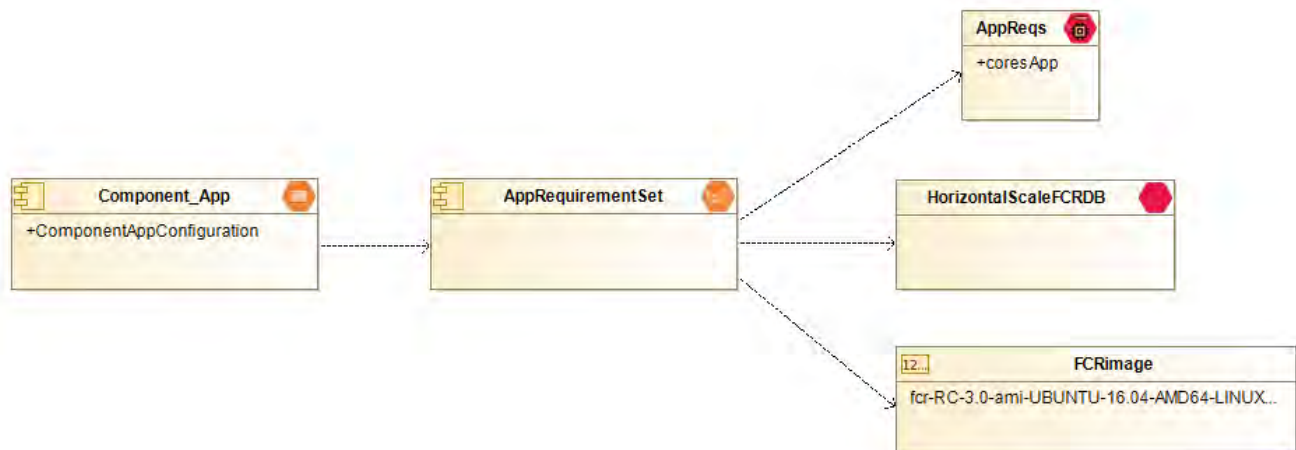 AppReqs
+coresApp
Component_App
+ComponentAppConfiguration
AppRequirementSet
HorizontalScaleFCRDB
12...
FCRimage
fcr-RC-3.0-ami-UBUNTU-16.04-AMD64-LINUX...